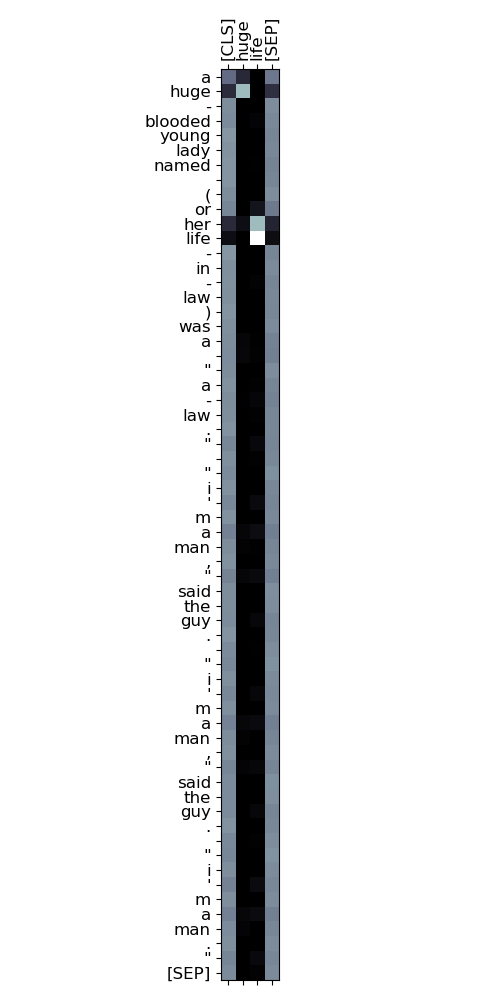 [CLS] huge life [SEP]
a
huge
-
blooded
young
lady
named
(
or
her
life
-
in
-
law
)
was
a
"
a
-
law
.
"
"
i
'
m
a
man
,
"
said
the
guy
.
"
i
'
m
a
man
,
"
said
the
guy
.
"
i
'
m
a
man
.
"
[SEP]